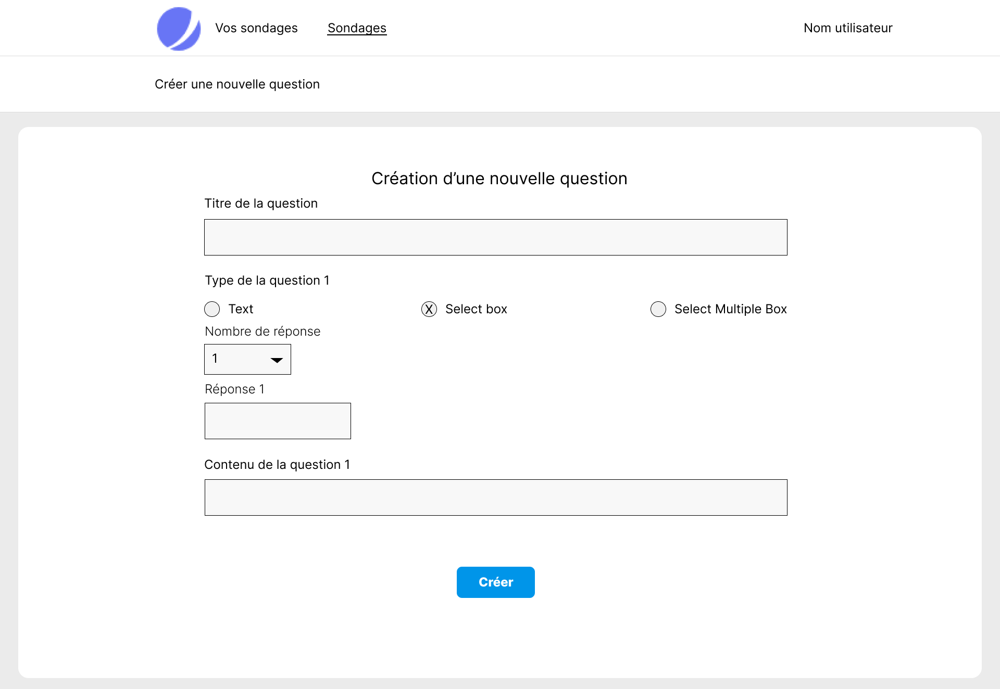 Vos sondages Sondages Nom utilisateur
Créer une nouvelle question
Création d’une nouvelle question
Titre de la question
Type de la question 1
Text X Select box Select Multiple Box
Nombre de réponse
1
Réponse 1
Contenu de la question 1
Créer